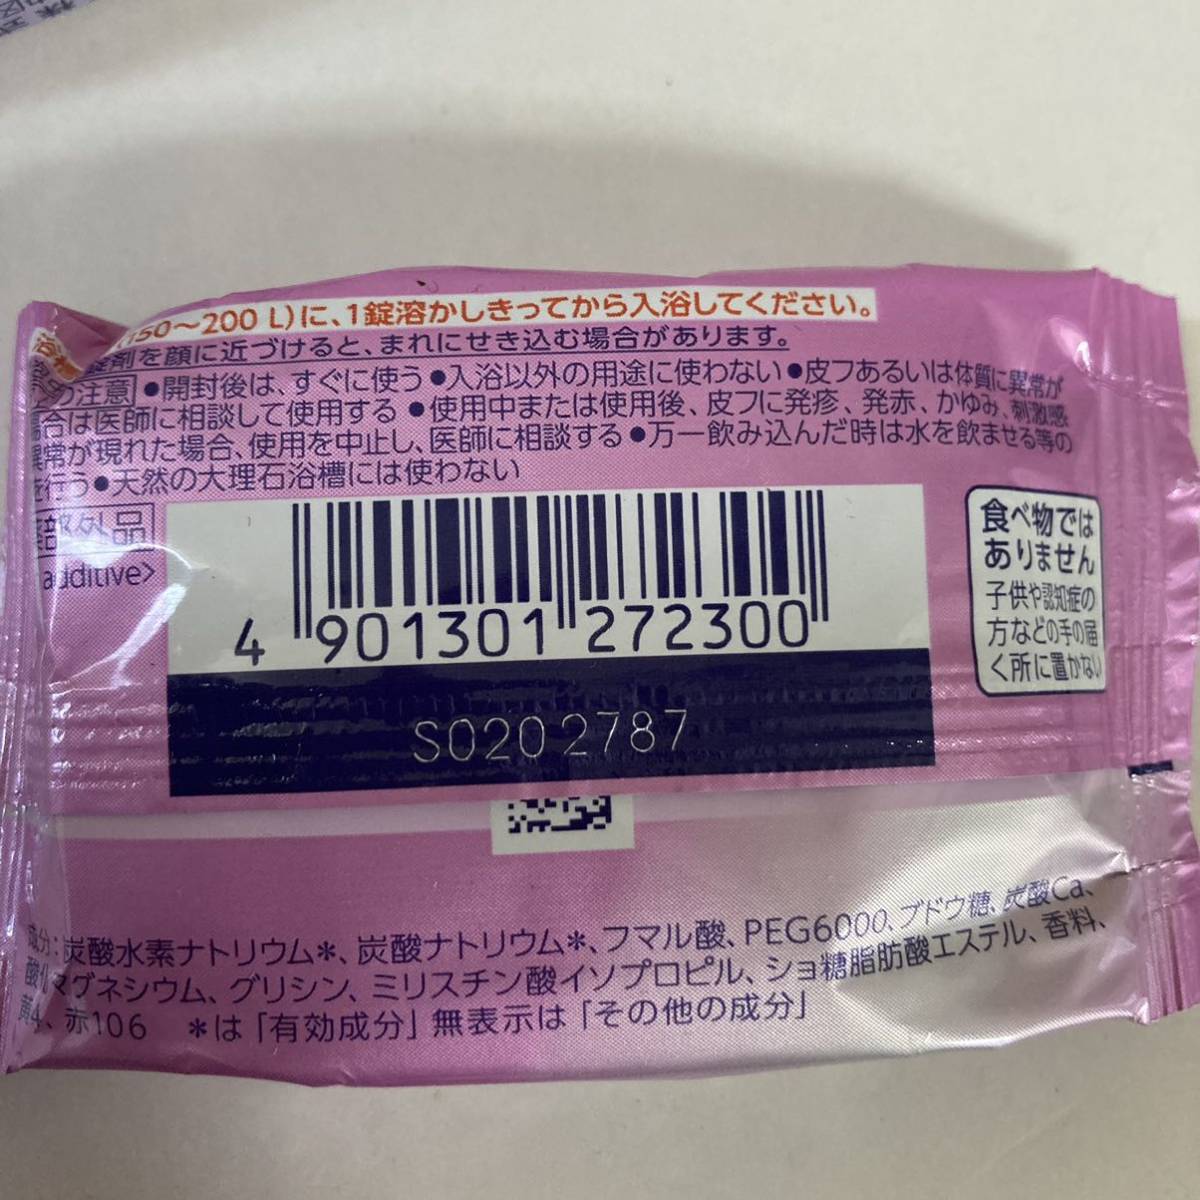 (150～200 L)に、1錠溶かしきってから入浴してください。
錠剤を顔に近づけると、まれにせき込む場合があります。
の注意 ●開封後は、すぐに使う ●入浴以外の用途に使わない ●皮フあるいは体質に異常が
場合は医師に相談して使用する ●使用中または使用後、皮フに発疹、発赤、かゆみ、刺激感
異常が現れた場合、使用を中止し、医師に相談する ●万一飲み込んだ時は水を飲ませる等の
を行う ●天然の大理石浴槽には使わない
部外品
additive>
4 901301 272300
食べ物では
ありません
子供や認知症の
方などの手の届
く所に置かない
S020 2787
成分：炭酸水素ナトリウム*、炭酸ナトリウム*、フマル酸、PEG6000、ブドウ糖、炭酸Ca、
マグネシウム、グリシン、ミリスチン酸イソプロピル、ショ糖脂肪酸エステル、香料、
黄4、赤106 *は「有効成分」無表示は「その他の成分」